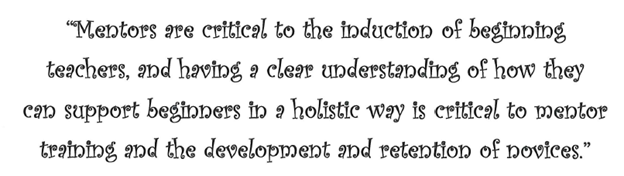 “Mentors are critical to the induction of beginning
teachers, and having a clear understanding of how they
can support beginners in a holistic way is critical to mentor
training and the development and retention of novices.”